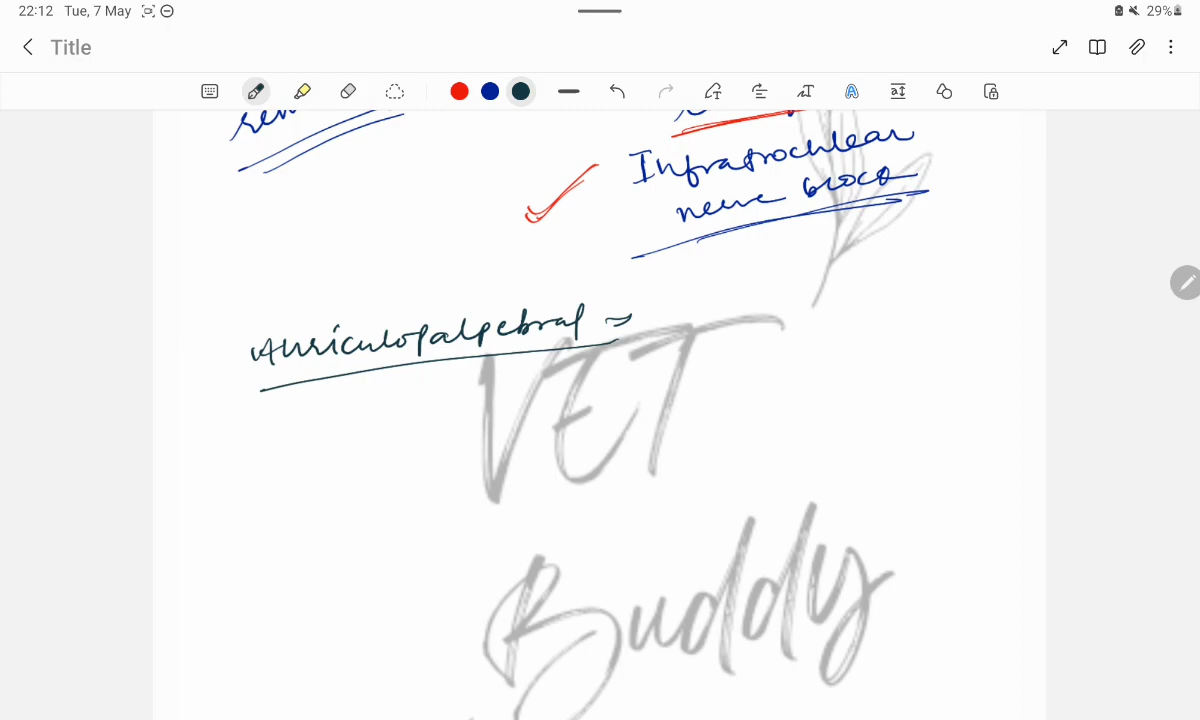 22:12 Tue, 7 May 29%
Title
Infratrochlear
nerve block
Auriculopalpebral =
VET
Buddy